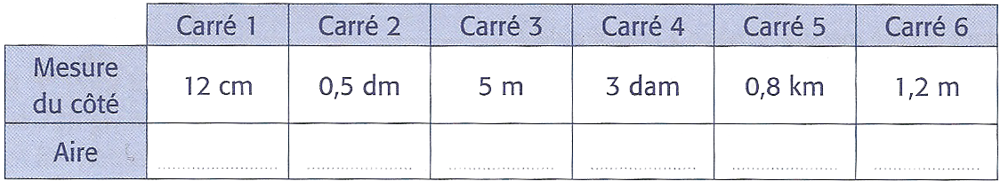 Carré 1 Carré 2 Carré 3 Carré 4 Carré 5 Carré 6
Mesure
du côté 12 cm 0,5 dm 5 m 3 dam 0,8 km 1,2 m
Aire ............ ............ ............ ............ ............ ............